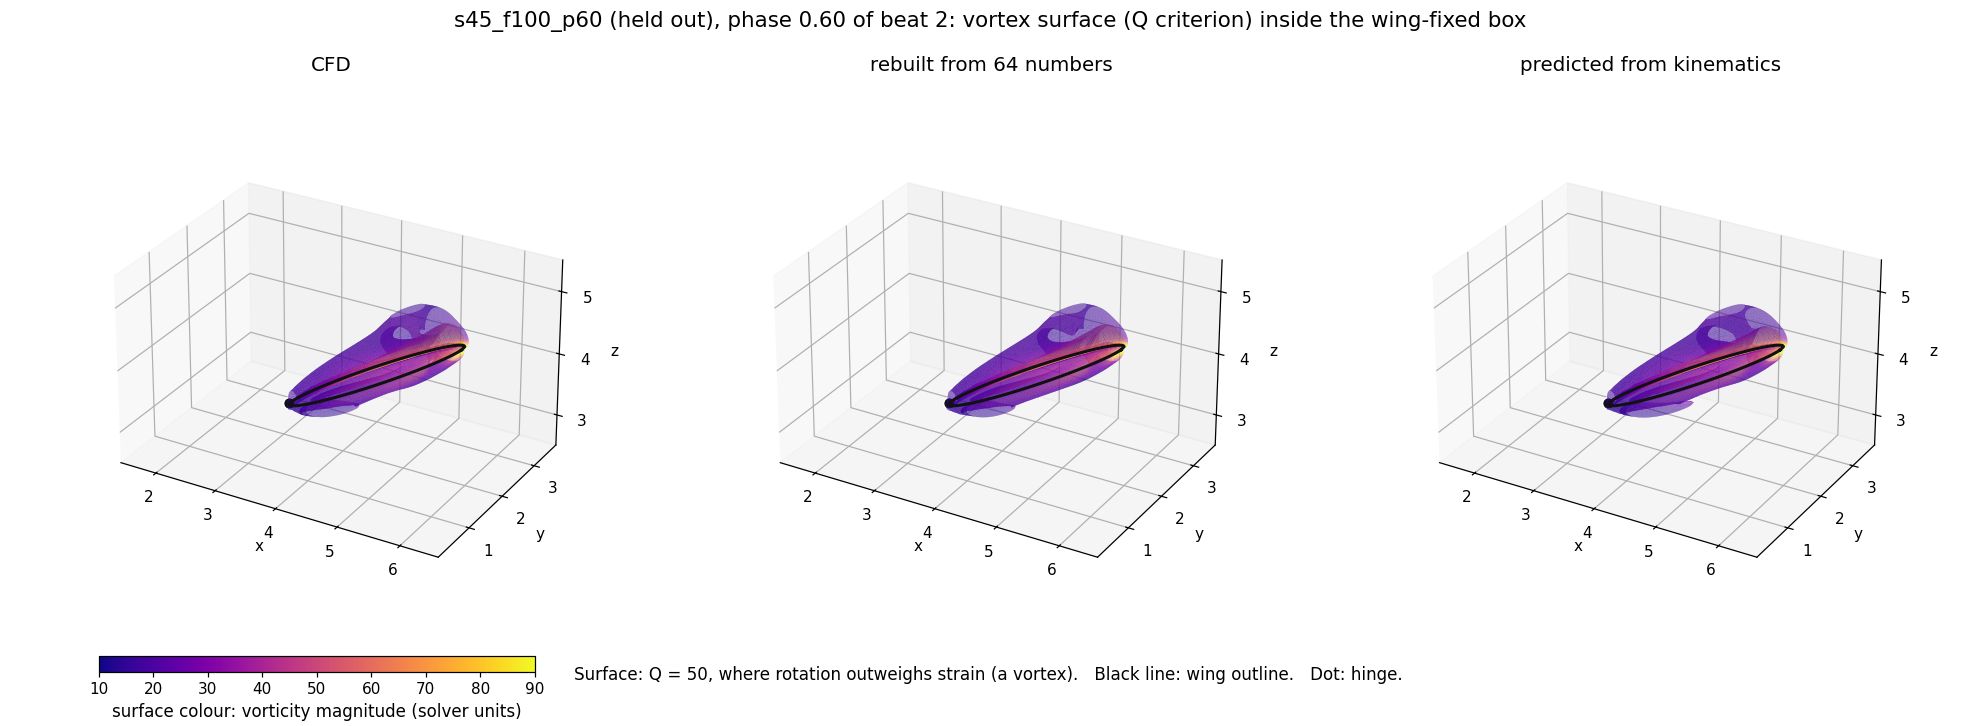 s45_f100_p60 (held out), phase 0.60 of beat 2: vortex surface (Q criterion) inside the wing-fixed box
CFD
rebuilt from 64 numbers
predicted from kinematics
5
4
z
3
3
2
y
1
2
3
4
x
5
6
5
4
z
3
3
2
y
1
2
3
4
x
5
6
5
4
z
3
3
2
y
1
2
3
4
x
5
6
10 20 30 40 50 60 70 80 90
surface colour: vorticity magnitude (solver units)
Surface: Q = 50, where rotation outweighs strain (a vortex).   Black line: wing outline.   Dot: hinge.